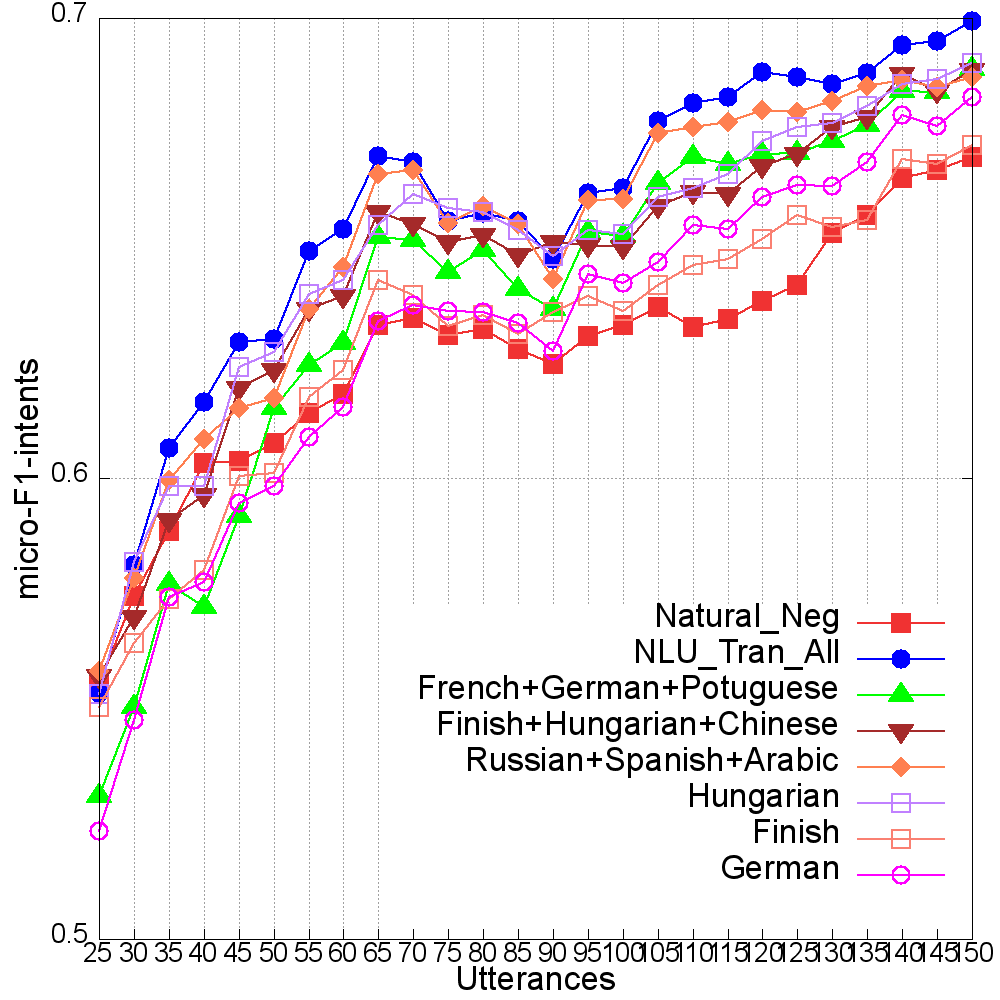 0.7
0.6
0.5
micro-F1-intents
Natural_Neg
NLU_Tran_All
French+German+Potuguese
Finish+Hungarian+Chinese
Russian+Spanish+Arabic
Hungarian
Finish
German
25 30 35 40 45 50 55 60 65 70 75 80 85 90 95 100 105 110 115 120 125 130 135 140 145 150
Utterances